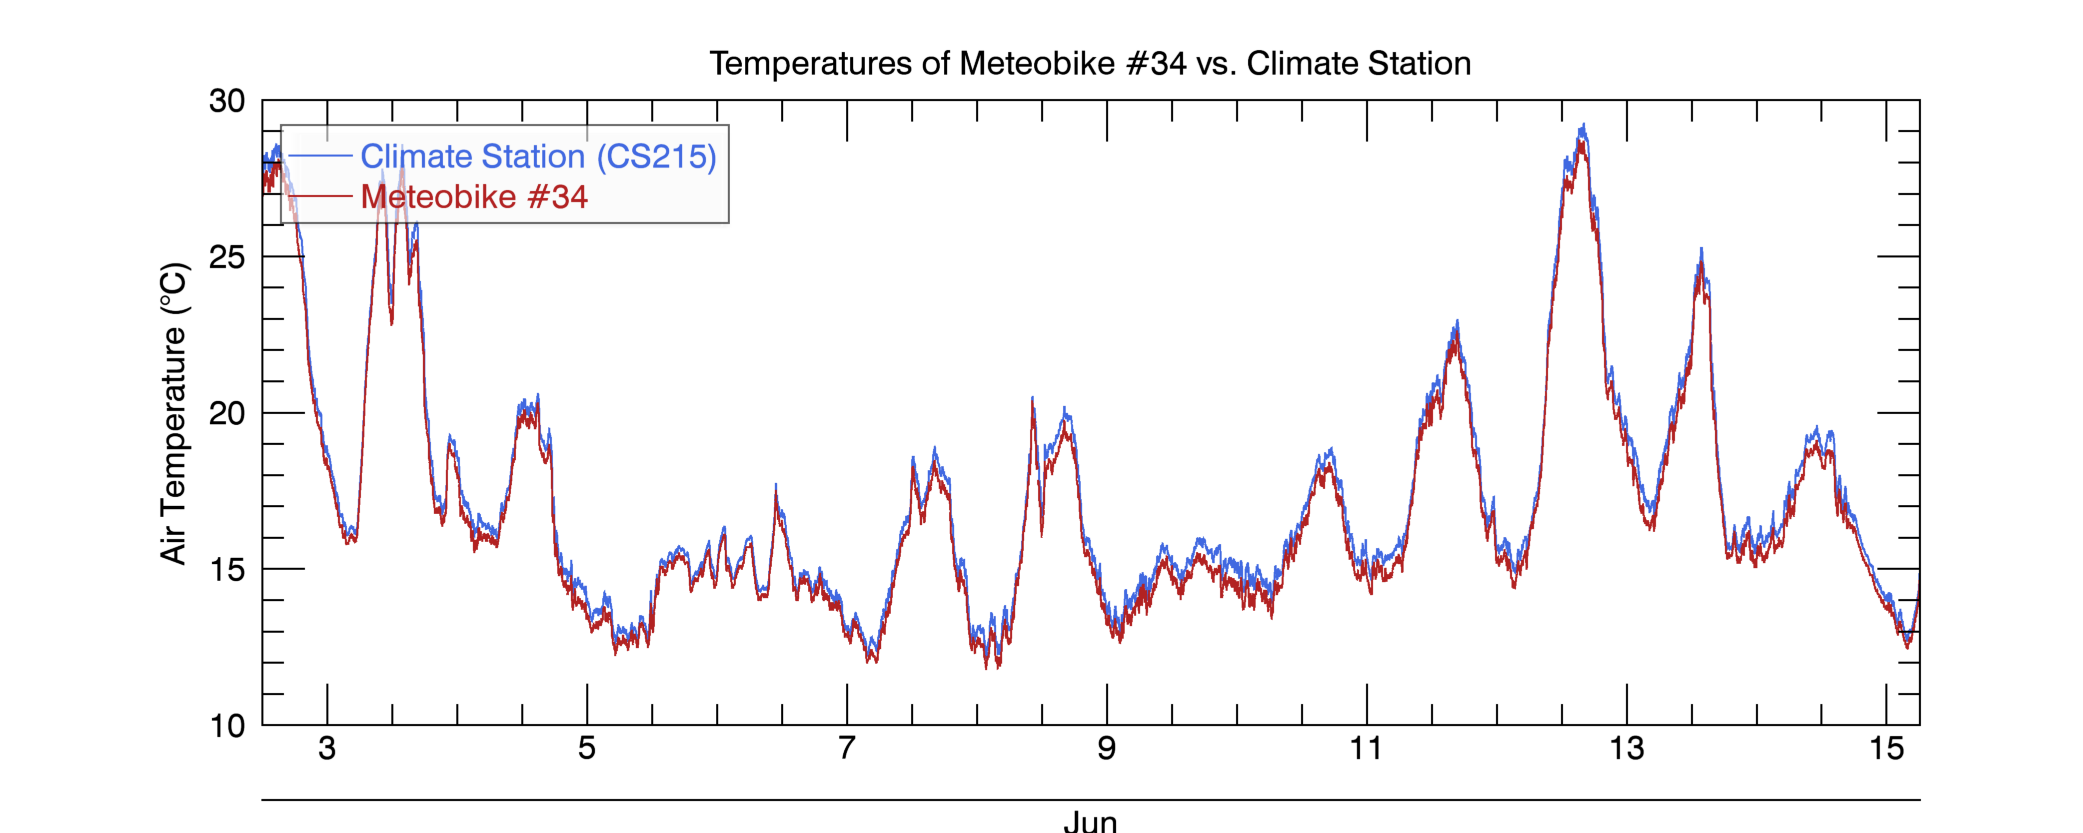 Temperatures of Meteobike #34 vs. Climate Station
30
Climate Station (CS215)
Meteobike #34
25
20
15
10
Air Temperature (°C)
3 5 7 9 11 13 15
Jun